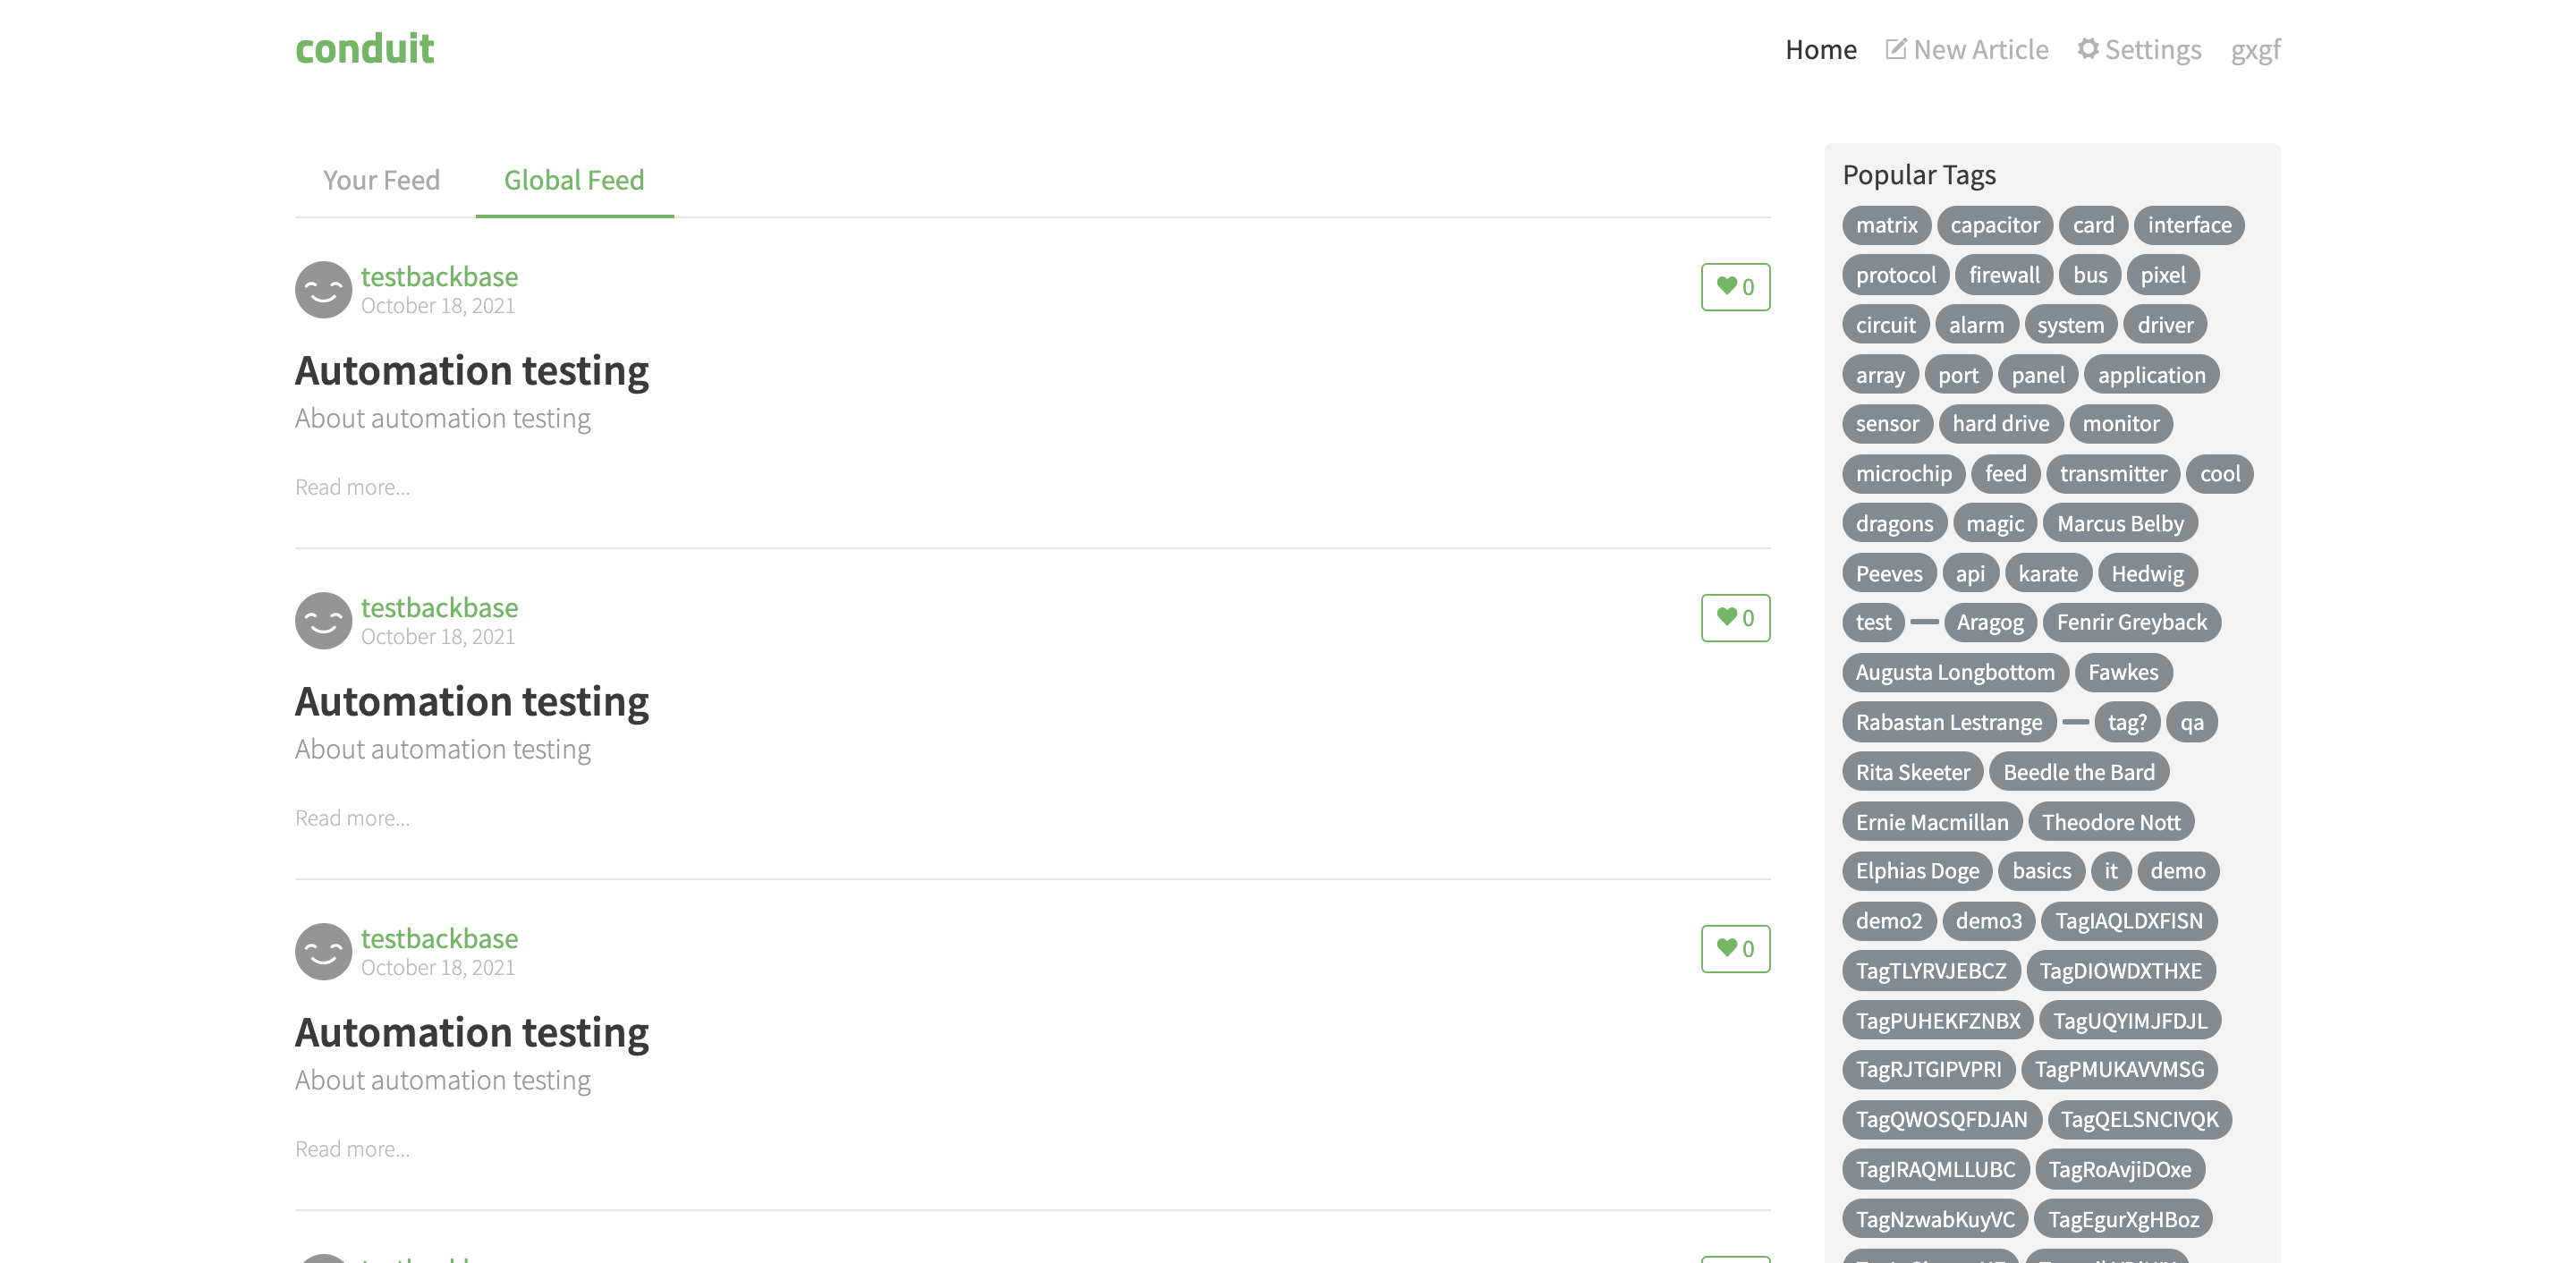 conduit
Home New Article Settings gxgf
Your Feed Global Feed
testbackbase
October 18, 2021
0
Automation testing
About automation testing
Read more...
testbackbase
October 18, 2021
0
Automation testing
About automation testing
Read more...
testbackbase
October 18, 2021
0
Automation testing
About automation testing
Read more...
Popular Tags
matrix capacitor card interface
protocol firewall bus pixel
circuit alarm system driver
array port panel application
sensor hard drive monitor
microchip feed transmitter cool
dragons magic Marcus Belby
Peeves api karate Hedwig
test Aragog Fenrir Greyback
Augusta Longbottom Fawkes
Rabastan Lestrange tag? qa
Rita Skeeter Beedle the Bard
Ernie Macmillan Theodore Nott
Elphias Doge basics it demo
demo2 demo3 TagIAQLDXFISN
TagTLYRVJEBCZ TagDIOWDXTHXE
TagPUHEKFZNBX TagUQYIMJFDJL
TagRJTGIPVPRI TagPMUKAVVMSG
TagQWOSQFDJAN TagQELSNCIVQK
TagIRAQMLLUBC TagRoAvjiDOxe
TagNzwabKuyVC TagEgurXgHBoz